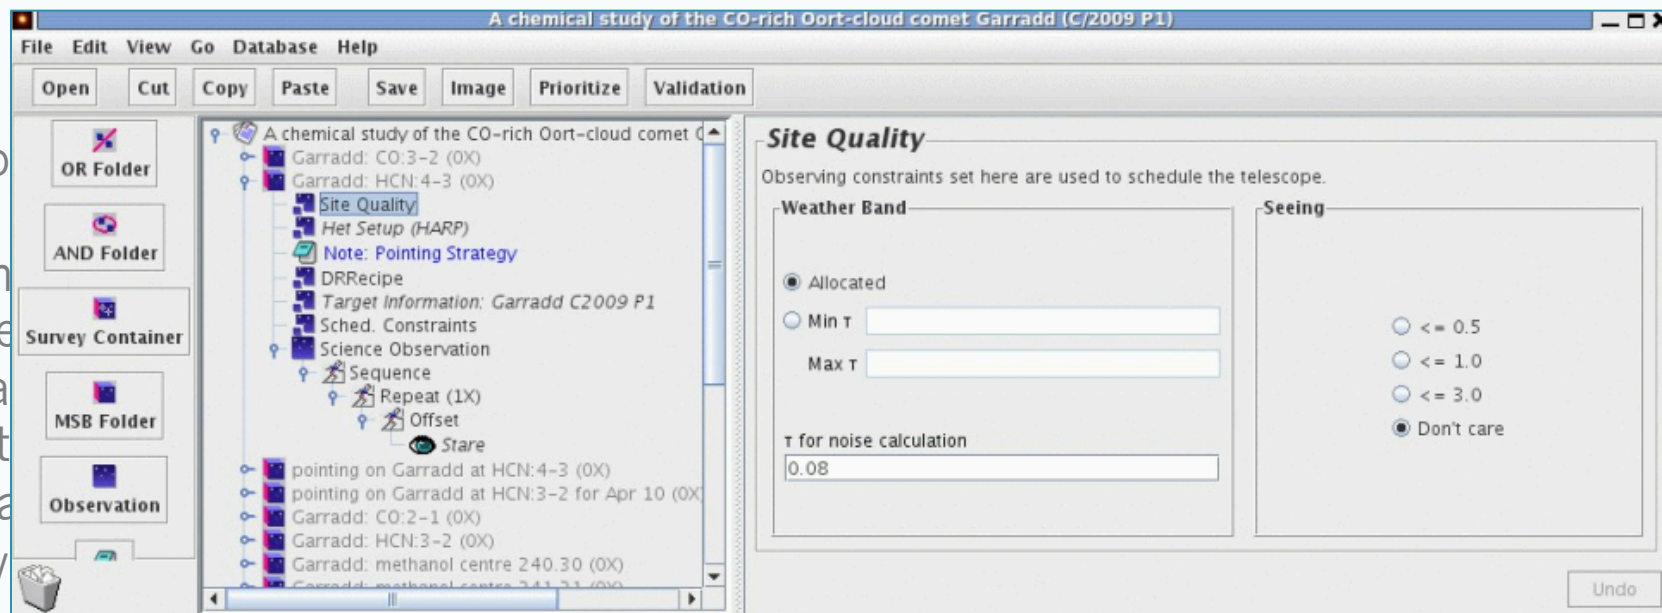 A chemical study of the CO-rich Oort-cloud comet Garradd (C/2009 P1)
File Edit View Go Database Help
Open Cut Copy Paste Save Image Prioritize Validation
OR Folder
AND Folder
Survey Container
MSB Folder
Observation
A chemical study of the CO-rich Oort-cloud comet
Garradd: CO:3-2 (0X)
Garradd: HCN:4-3 (0X)
Site Quality
Het Setup (HARP)
Note: Pointing Strategy
DRRecipe
Target Information: Garradd C2009 P1
Sched. Constraints
Science Observation
Sequence
Repeat (1X)
Offset
Stare
pointing on Garradd at HCN:4-3 (0X)
pointing on Garradd at HCN:3-2 for Apr 10 (0X)
Garradd: CO:2-1 (0X)
Garradd: HCN:3-2 (0X)
Garradd: methanol centre 240.30 (0X)
Garradd: methanol centre 241.21 (0X)
Site Quality
Observing constraints set here are used to schedule the telescope.
Weather Band
Allocated
Min τ
Max τ
τ for noise calculation
0.08
Seeing
<= 0.5
<= 1.0
<= 3.0
Don't care
Undo